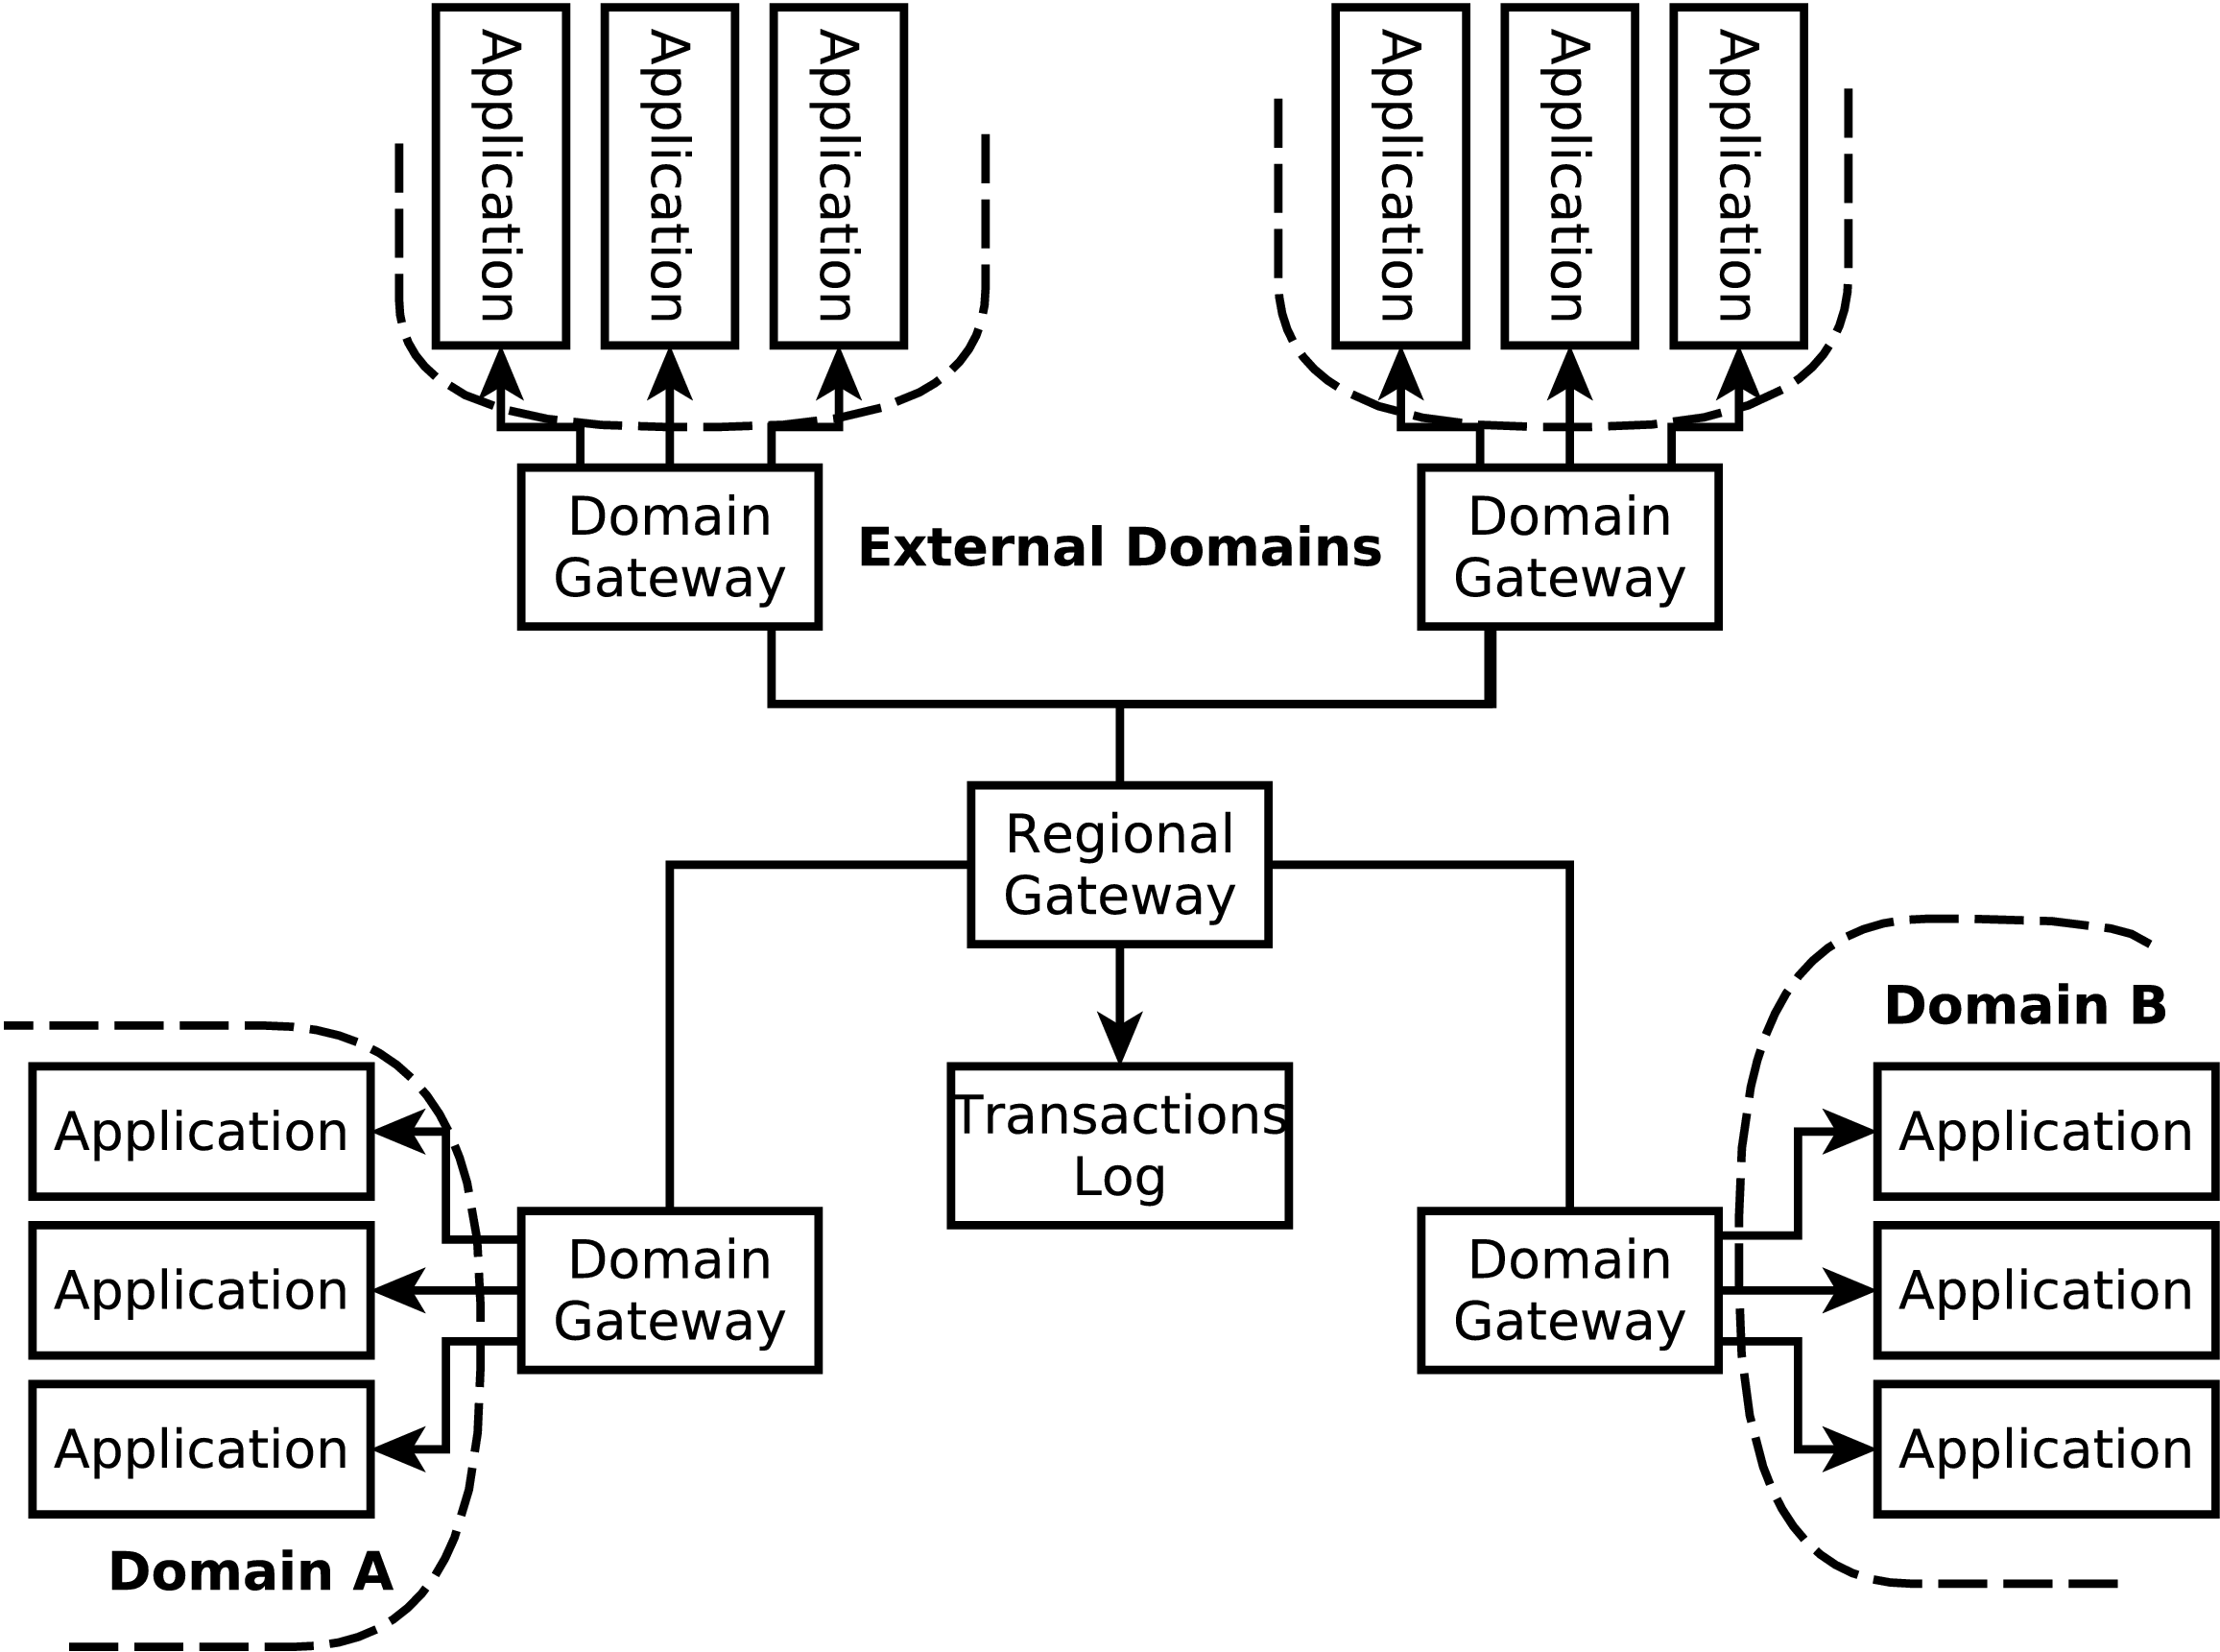 Application
Application
Application
Application
Application
Application
Domain
Gateway
External Domains
Domain
Gateway
Regional
Gateway
Domain B
Transactions
Log
Application
Application
Application
Domain
Gateway
Domain
Gateway
Application
Application
Application
Domain A